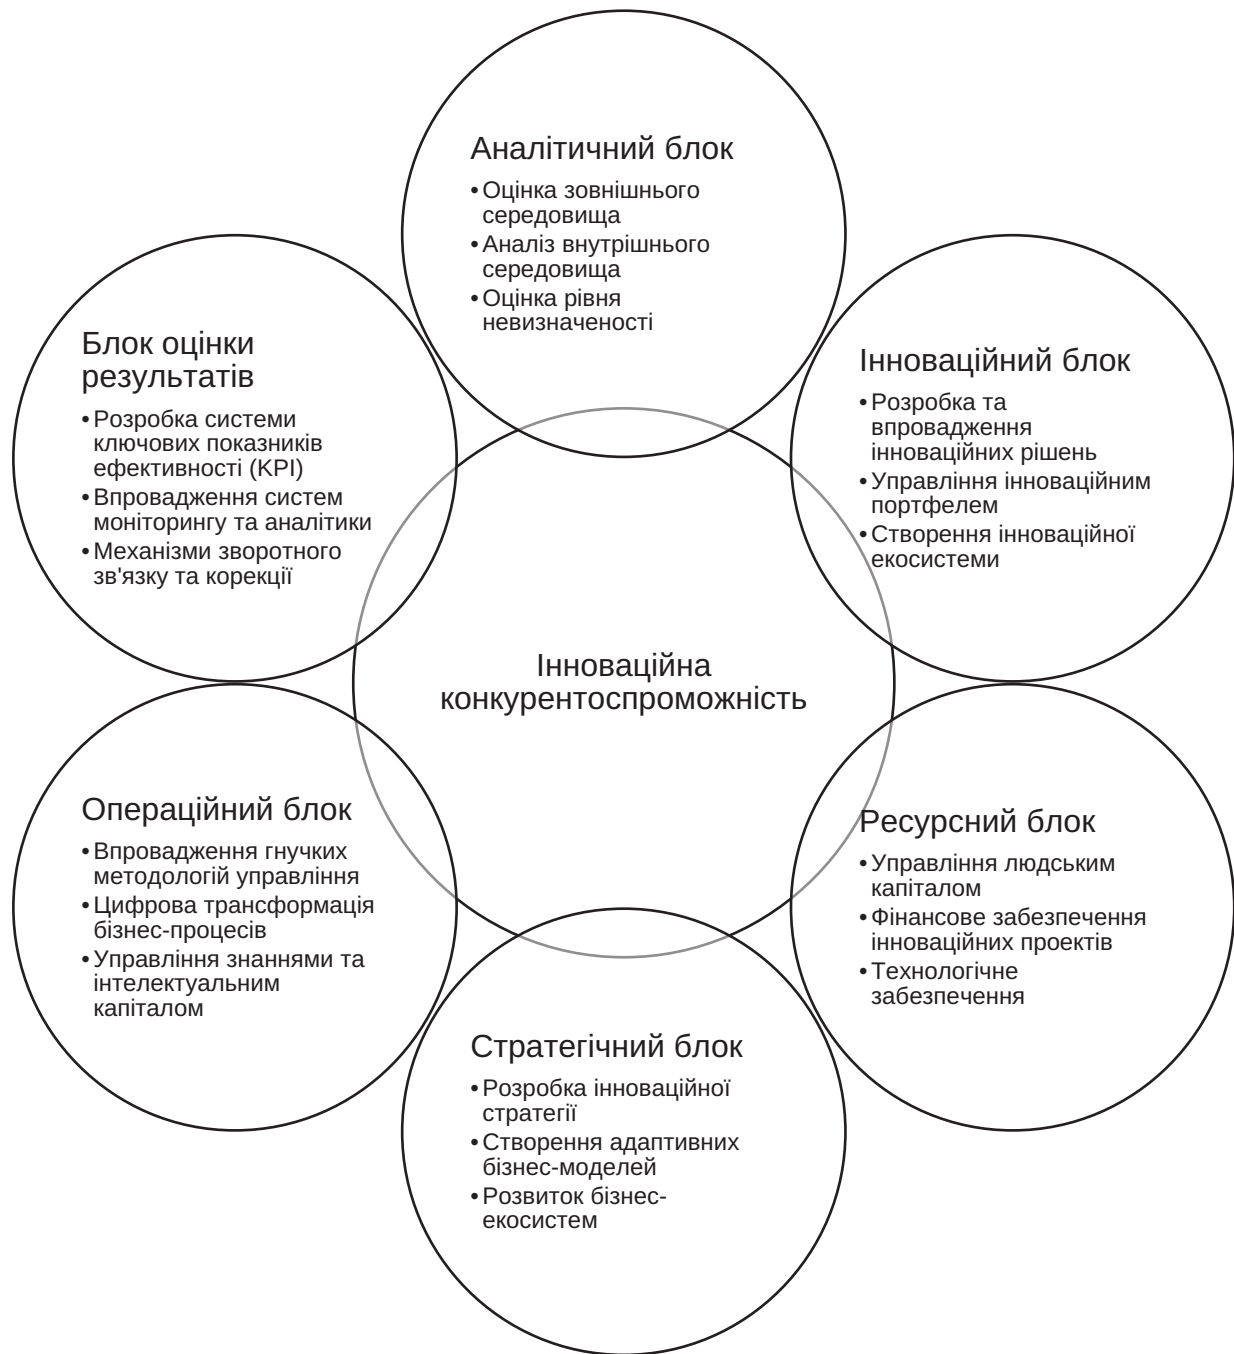 Аналітичний блок
• Оцінка зовнішнього
середовища
• Аналіз внутрішнього
середовища
• Оцінка рівня
невизначеності
Інноваційний блок
• Розробка та
впровадження
інноваційних рішень
• Управління інноваційним
портфелем
• Створення інноваційної
екосистеми
Ресурсний блок
• Управління людським
капіталом
• Фінансове забезпечення
інноваційних проектів
• Технологічне
забезпечення
Стратегічний блок
• Розробка інноваційної
стратегії
• Створення адаптивних
бізнес-моделей
• Розвиток бізнес-
екосистем
Операційний блок
• Впровадження гнучких
методологій управління
• Цифрова трансформація
бізнес-процесів
• Управління знаннями та
інтелектуальним
капіталом
Блок оцінки
результатів
• Розробка системи
ключових показників
ефективності (KPI)
• Впровадження систем
моніторингу та аналітики
• Механізми зворотного
зв'язку та корекції
Інноваційна
конкурентоспроможність